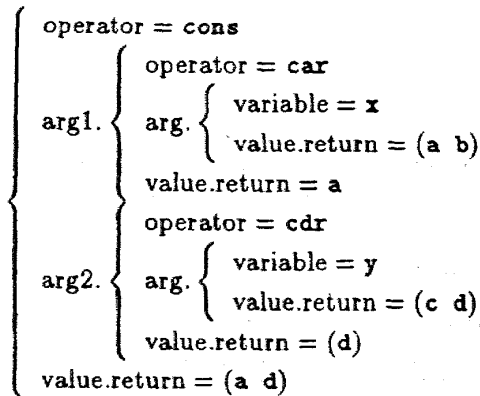 operator = cons
operator = car
arg1.
arg.
variable = x
value.return = (a b)
value.return = a
operator = cdr
arg2.
arg.
variable = y
value.return = (c d)
value.return = (d)
value.return = (a d)